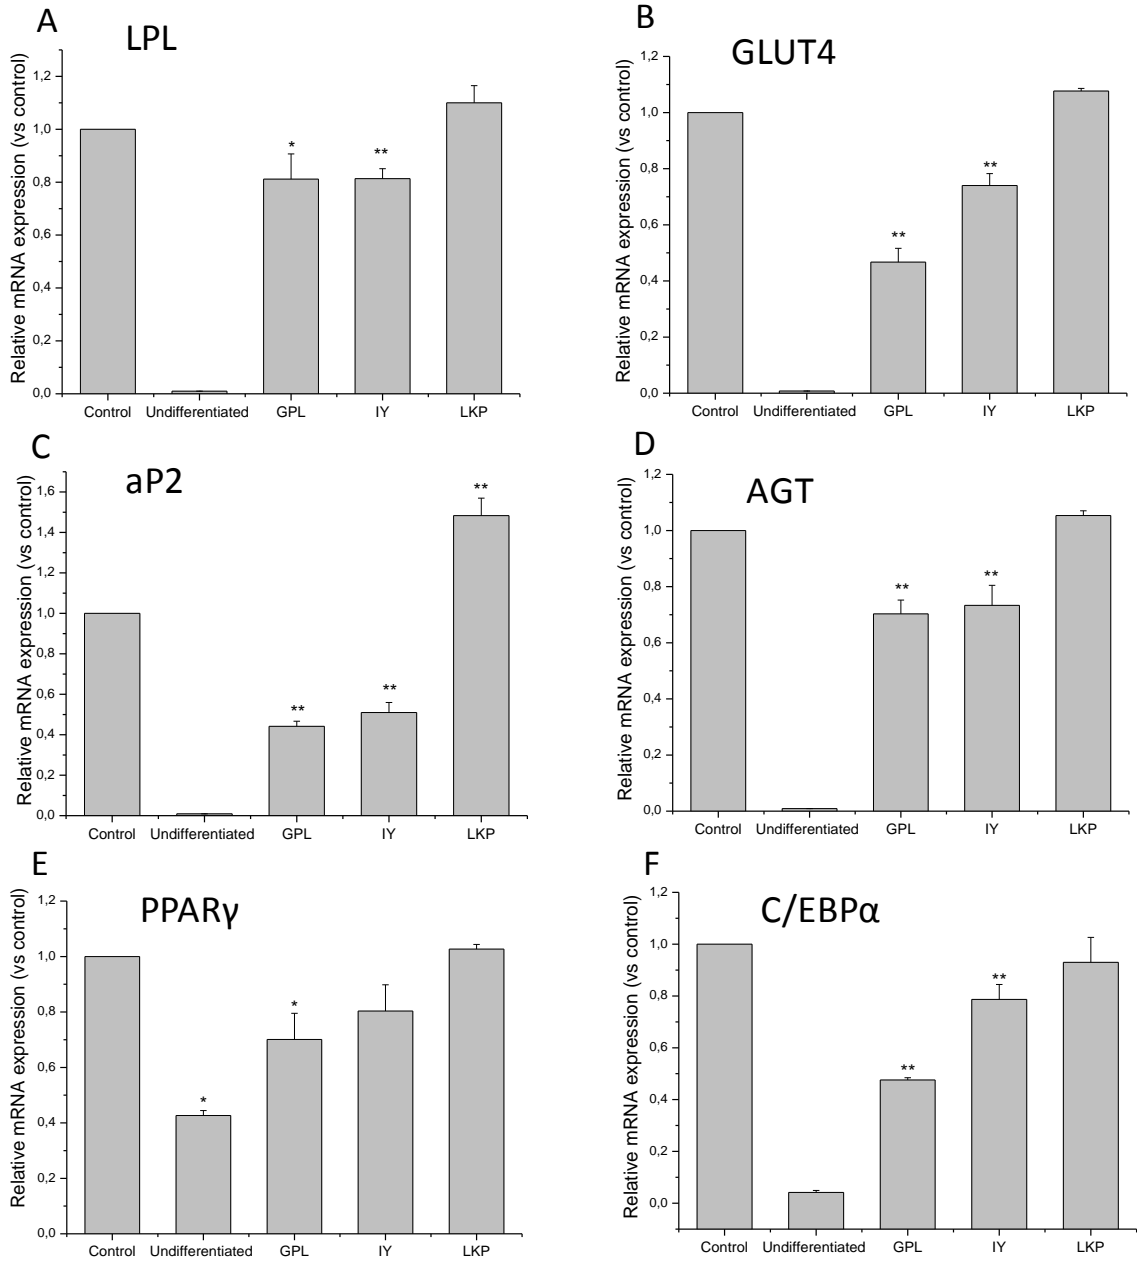 A
LPL
Relative mRNA expression (vs control)
1,2
1,0
0,8
0,6
0,4
0,2
0,0
*
**
Control Undifferentiated GPL IY LKP
B
GLUT4
Relative mRNA expression (vs control)
1,2
1,0
0,8
0,6
0,4
0,2
0,0
**
**
Control Undifferentiated GPL IY LKP
C
aP2
Relative mRNA expression (vs control)
1,6
1,4
1,2
1,0
0,8
0,6
0,4
0,2
0,0
**
**
**
Control Undifferentiated GPL IY LKP
D
AGT
Relative mRNA expression (vs control)
1,2
1,0
0,8
0,6
0,4
0,2
0,0
**
**
Control Undifferentiated GPL IY LKP
E
PPARγ
Relative mRNA expression (vs control)
1,2
1,0
0,8
0,6
0,4
0,2
0,0
*
*
Control Undifferentiated GPL IY LKP
F
C/EBPα
Relative mRNA expression (vs control)
1,2
1,0
0,8
0,6
0,4
0,2
0,0
**
**
Control Undifferentiated GPL IY LKP